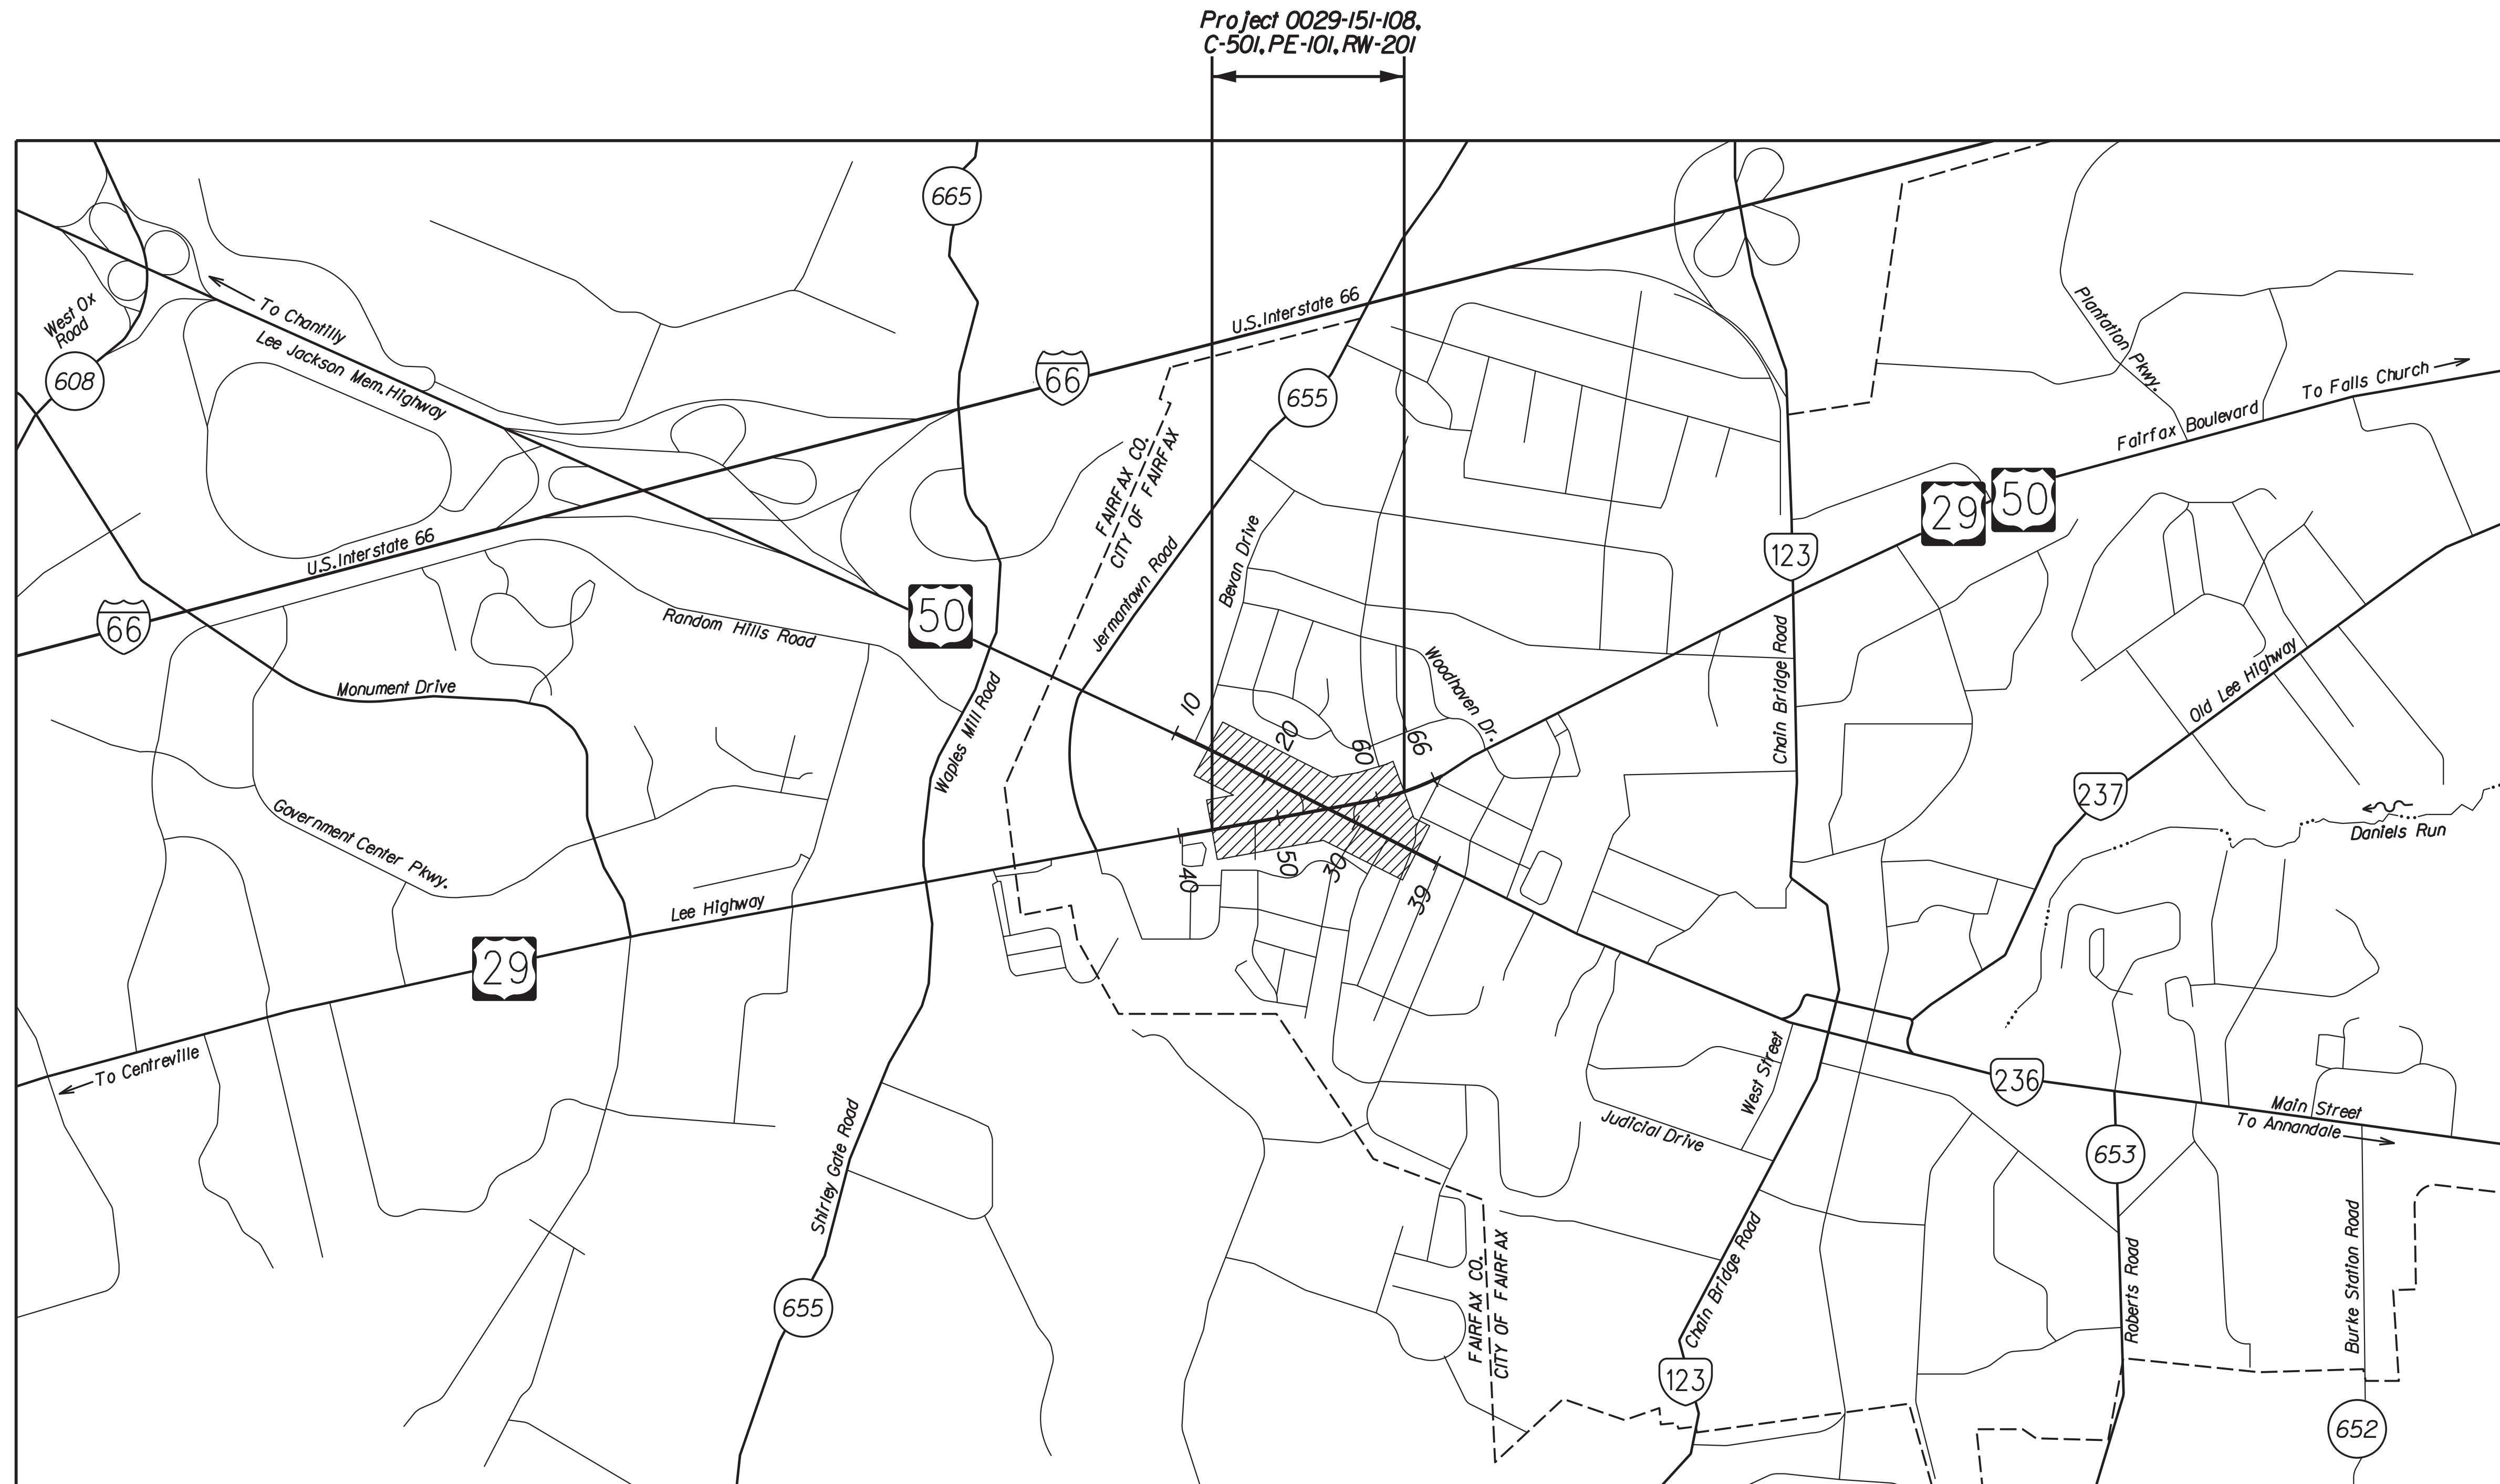 Project 0029-151-108,
C-501, PE-101, RW-201
665
West Ox
Road
608
To Chantilly
Lee Jackson Mem. Highway
U.S. Interstate 66
66
655
FAIRFAX CO.
CITY OF FAIRFAX
Plantation Pkwy.
To Falls Church
Fairfax Boulevard
29
50
123
U.S. Interstate 66
66
Random Hills Road
50
Jermantown Road
Bevan Drive
Woodhaven Dr.
Chain Bridge Road
Old Lee Highway
Monument Drive
Waples Mill Road
10
20
60
66
237
Daniels Run
Government Center Pkwy.
40
50
30
39
Lee Highway
29
To Centreville
West Street
236
Main Street
To Annandale
Judicial Drive
653
Shirley Gate Road
655
FAIRFAX CO.
CITY OF FAIRFAX
Chain Bridge Road
123
Roberts Road
Burke Station Road
652